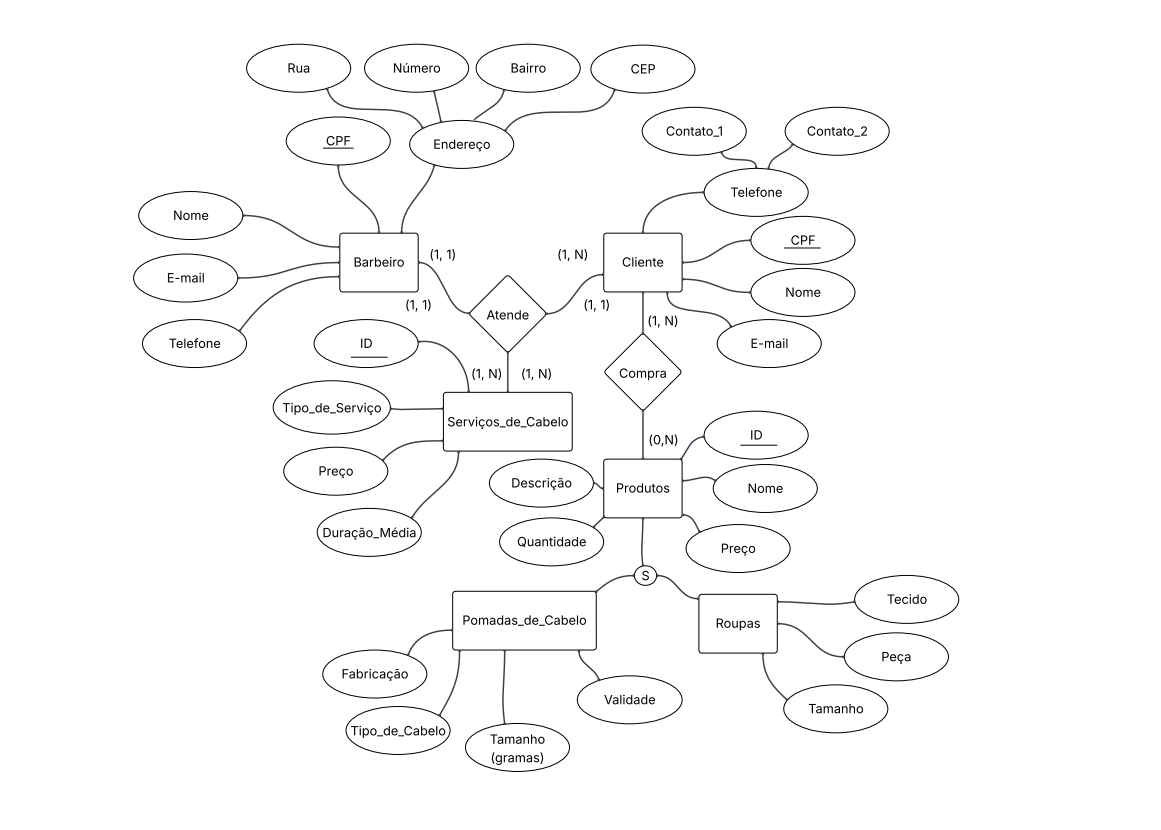 Rua
Número
Bairro
CEP
CPF
Endereço
Contato_1
Contato_2
Telefone
Nome
CPF
Barbeiro
(1, 1)
(1, N)
Cliente
E-mail
Nome
(1, 1)
Atende
(1, 1)
(1, N)
Telefone
ID
E-mail
Compra
(1, N)
(1, N)
Tipo_de_Serviço
Serviços_de_Cabelo
(0,N)
ID
Preço
Descrição
Produtos
Nome
Duração_Média
Quantidade
Preço
S
Pomadas_de_Cabelo
Roupas
Tecido
Peça
Fabricação
Validade
Tamanho
Tipo_de_Cabelo
Tamanho
(gramas)